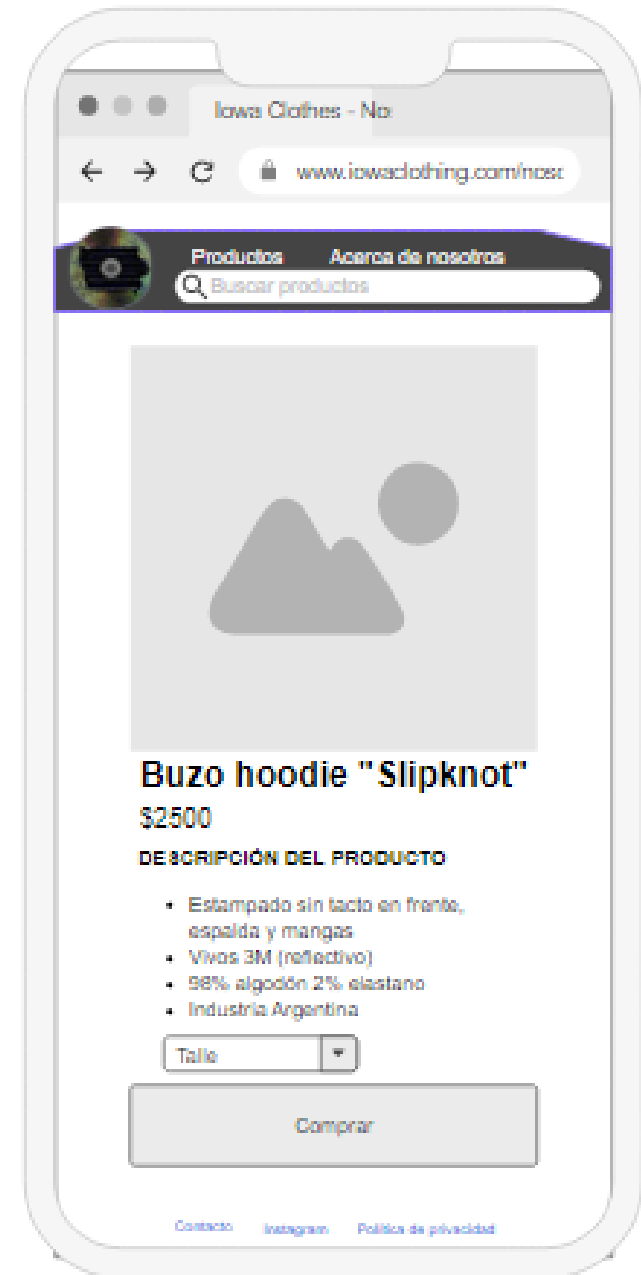 Iowa Clothes - Nos
www.iowaclothing.com/nosc
Productos Acerca de nosotros
Buscar productos
Buzo hoodie "Slipknot"
$2500
DESCRIPCIÓN DEL PRODUCTO
• Estampado sin tacto en frente,
espalda y mangas
• Vivos 3M (reflectivo)
• 98% algodón 2% elastano
• Industria Argentina
Talle
Comprar
Contacto Instagram Política de privacidad